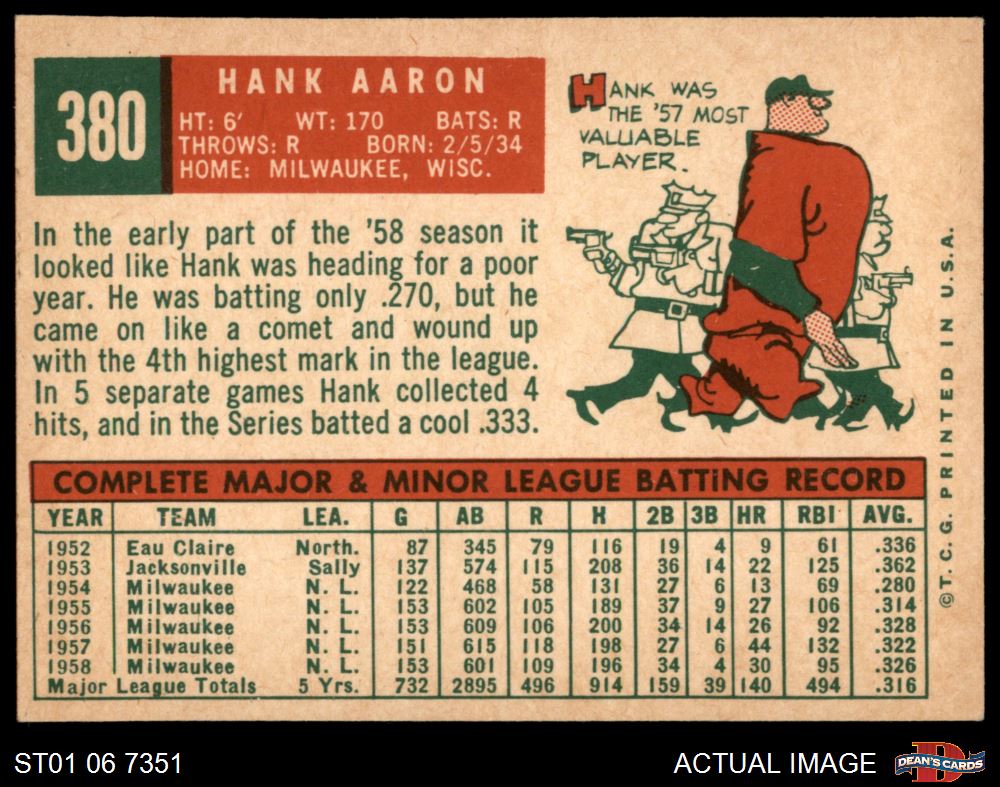 380
HANK AARON
HT: 6' WT: 170 BATS: R
THROWS: R BORN: 2/5/34
HOME: MILWAUKEE, WISC.
HANK WAS
THE '57 MOST
VALUABLE
PLAYER.
In the early part of the '58 season it
looked like Hank was heading for a poor
year. He was batting only .270, but he
came on like a comet and wound up
with the 4th highest mark in the league.
In 5 separate games Hank collected 4
hits, and in the Series batted a cool .333.
COMPLETE MAJOR & MINOR LEAGUE BATTING RECORD
YEAR TEAM LEA. G AB R H 2B 3B HR RBI AVG.
1952 Eau Claire North. 87 345 79 116 19 4 9 61 .336
1953 Jacksonville Sally 137 574 115 208 36 14 22 125 .362
1954 Milwaukee N. L. 122 468 58 131 27 6 13 69 .280
1955 Milwaukee N. L. 153 602 105 189 37 9 27 106 .314
1956 Milwaukee N. L. 153 609 106 200 34 14 26 92 .328
1957 Milwaukee N. L. 151 615 118 198 27 6 44 132 .322
1958 Milwaukee N. L. 153 601 109 196 34 4 30 95 .326
Major League Totals 5 Yrs. 732 2895 496 914 159 39 140 494 .316
© T. C. G. PRINTED IN U.S.A.
ST01 06 7351
ACTUAL IMAGE
D
DEAN'S CARDS